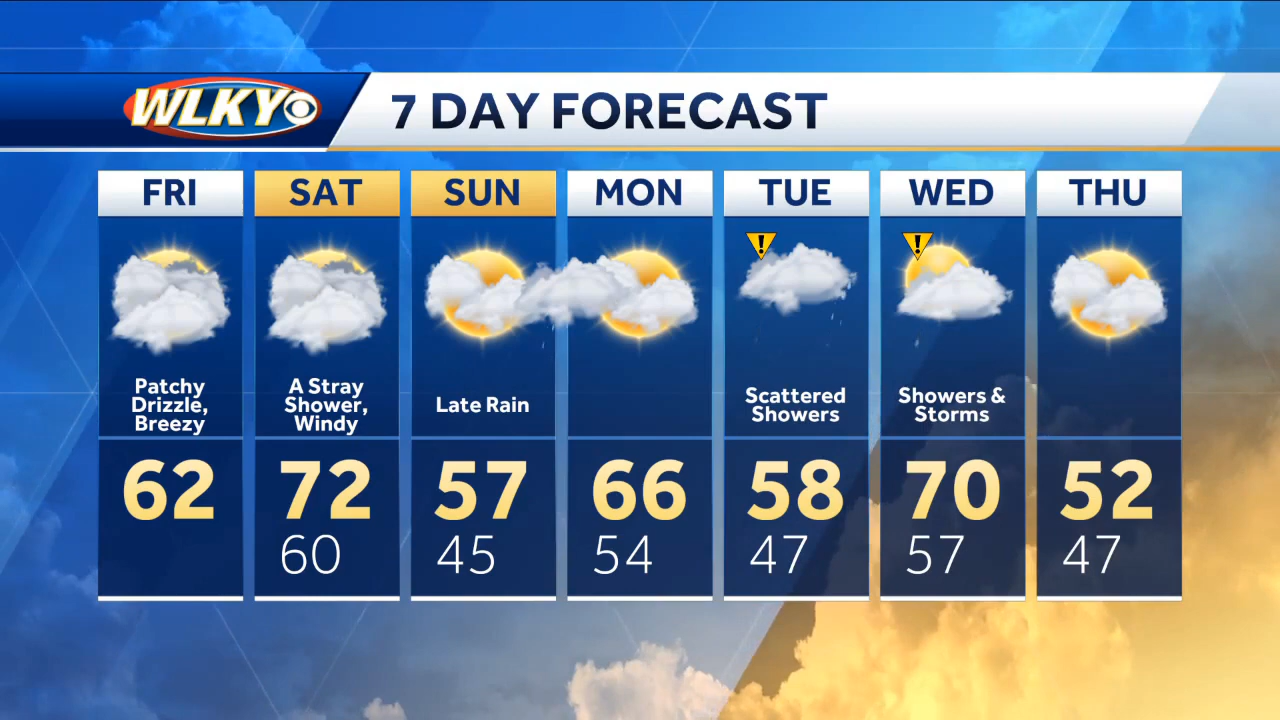 WLKY
7 DAY FORECAST
FRI
Patchy
Drizzle,
Breezy
62
SAT
A Stray
Shower,
Windy
72
60
SUN
Late Rain
57
45
MON
66
54
TUE
!
Scattered
Showers
58
47
WED
!
Showers &
Storms
70
57
THU
52
47